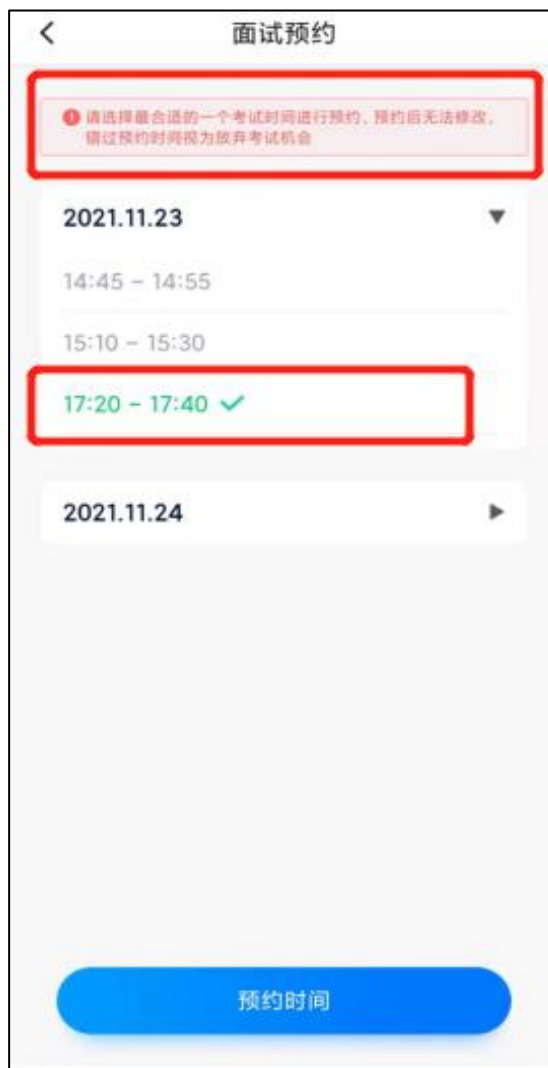 面试预约
请选择最合适的一个考试时间进行预约，预约后无法修改，
错过预约时间视为放弃考试机会
2021.11.23
14:45 - 14:55
15:10 - 15:30
17:20 - 17:40
2021.11.24
预约时间